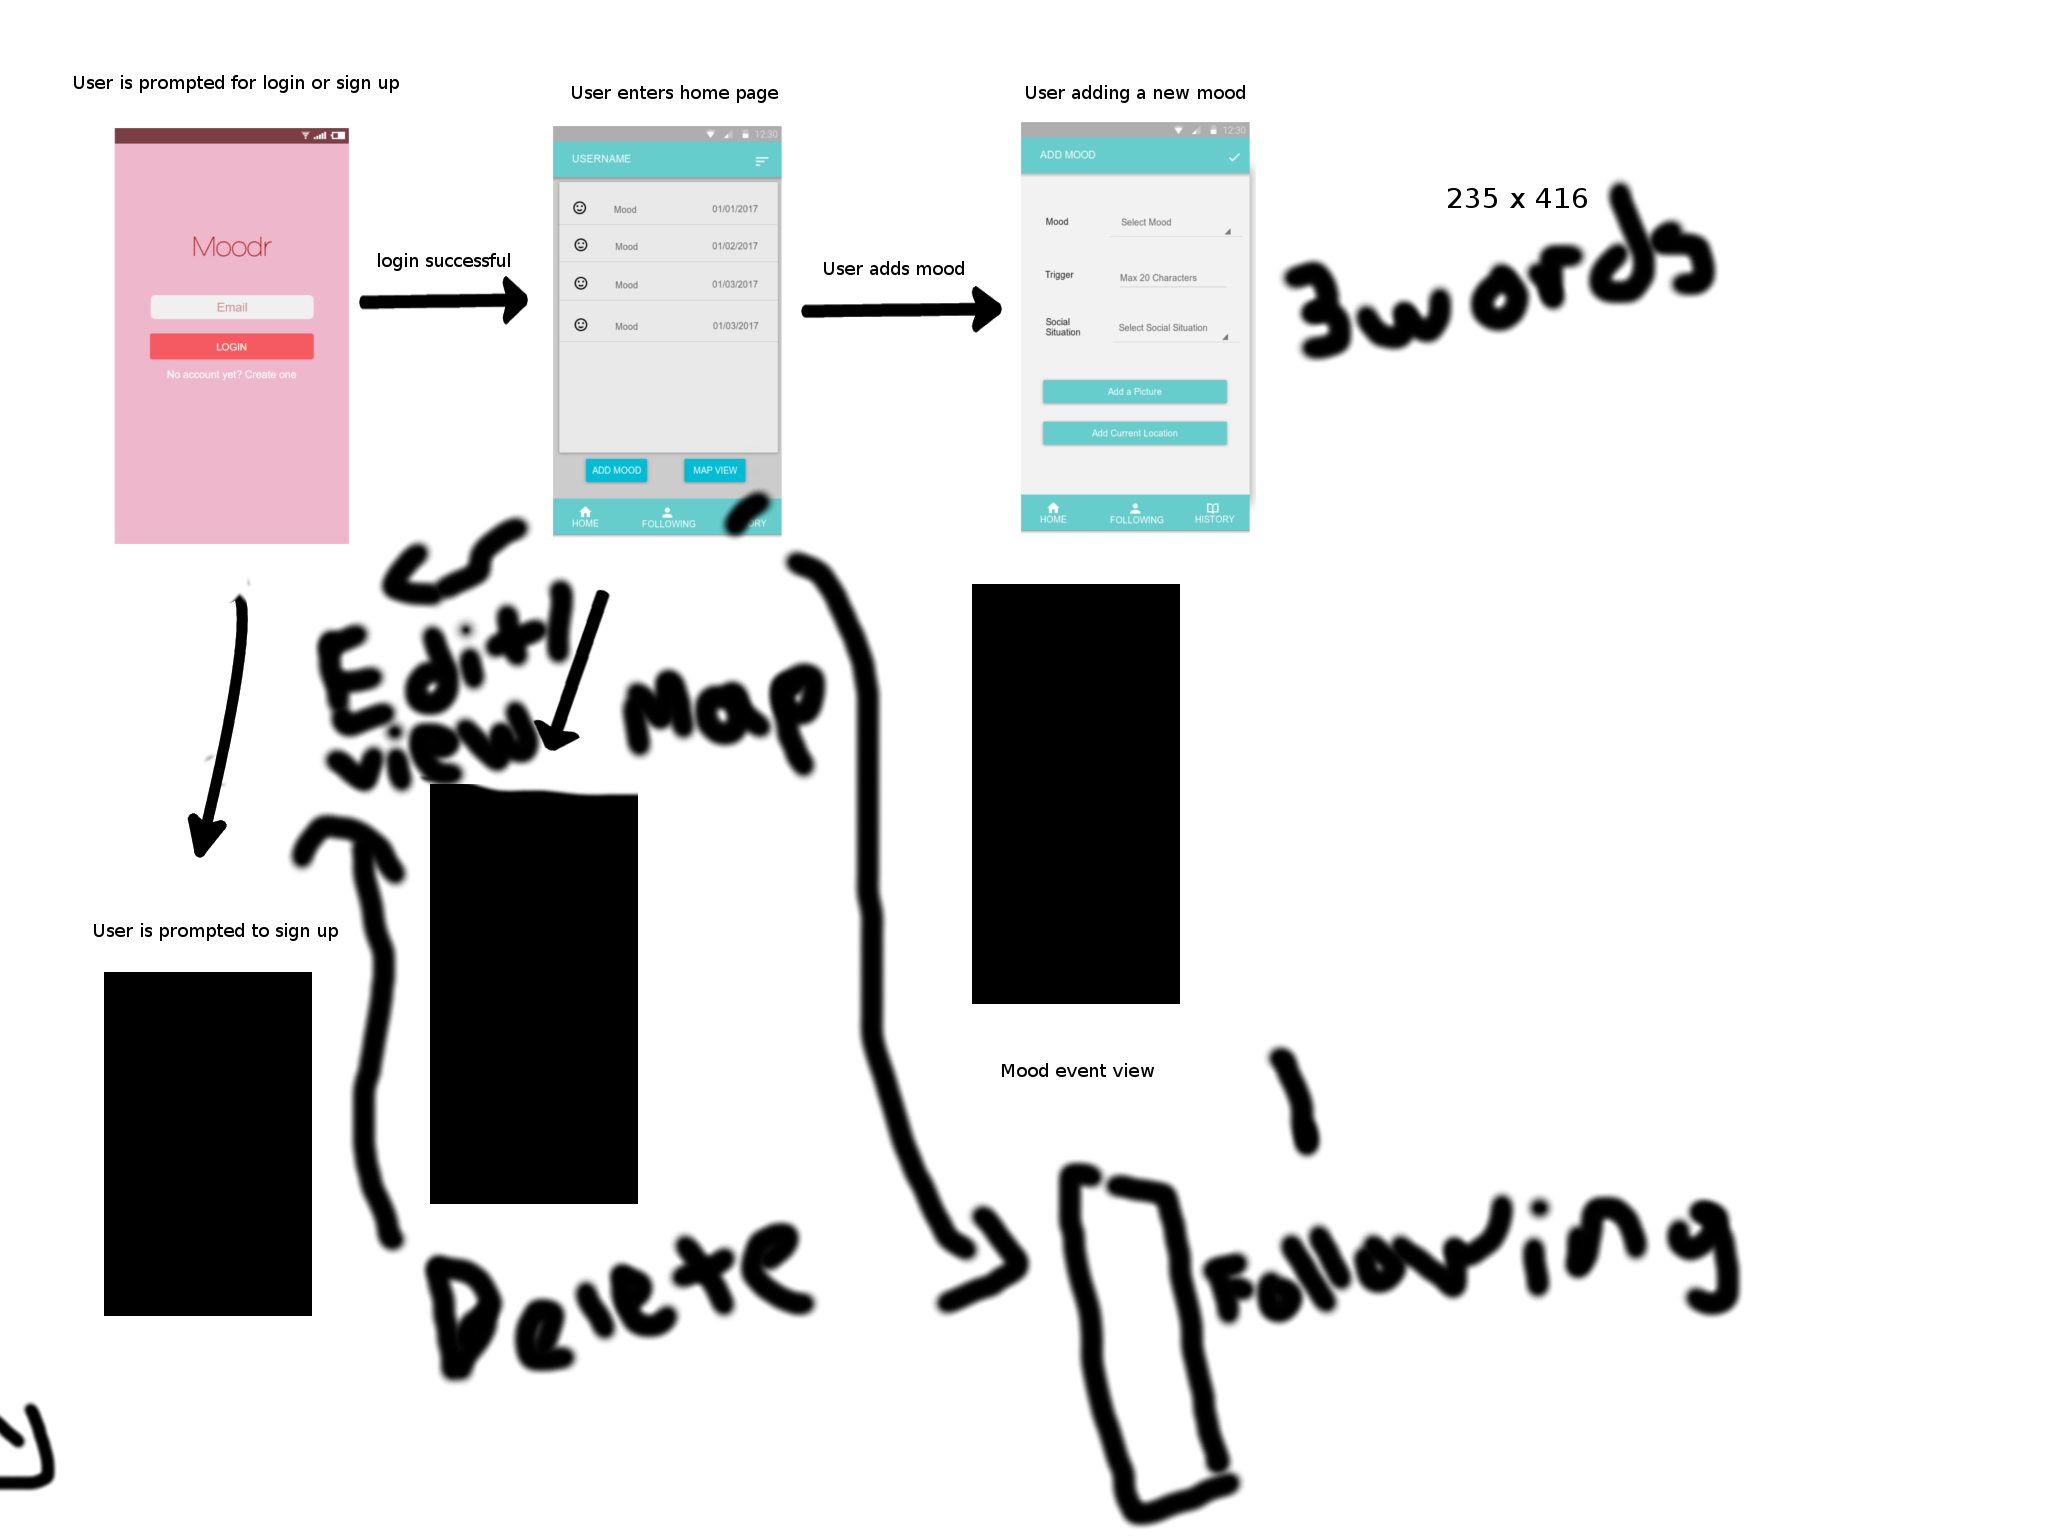 User is prompted for login or sign up
Moodr
Email
LOGIN
No account yet? Create one
login successful
User enters home page
12:30
USERNAME
Mood 01/01/2017
Mood 01/02/2017
Mood 01/03/2017
Mood 01/03/2017
ADD MOOD MAP VIEW
HOME FOLLOWING ORY
User adds mood
User adding a new mood
12:30
ADD MOOD
Mood Select Mood
Trigger Max 20 Characters
Social
Situation
Select Social Situation
Add a Picture
Add Current Location
HOME FOLLOWING HISTORY
235 x 416
3 words
Edit/
view
Map
User is prompted to sign up
Mood event view
Delete
Following